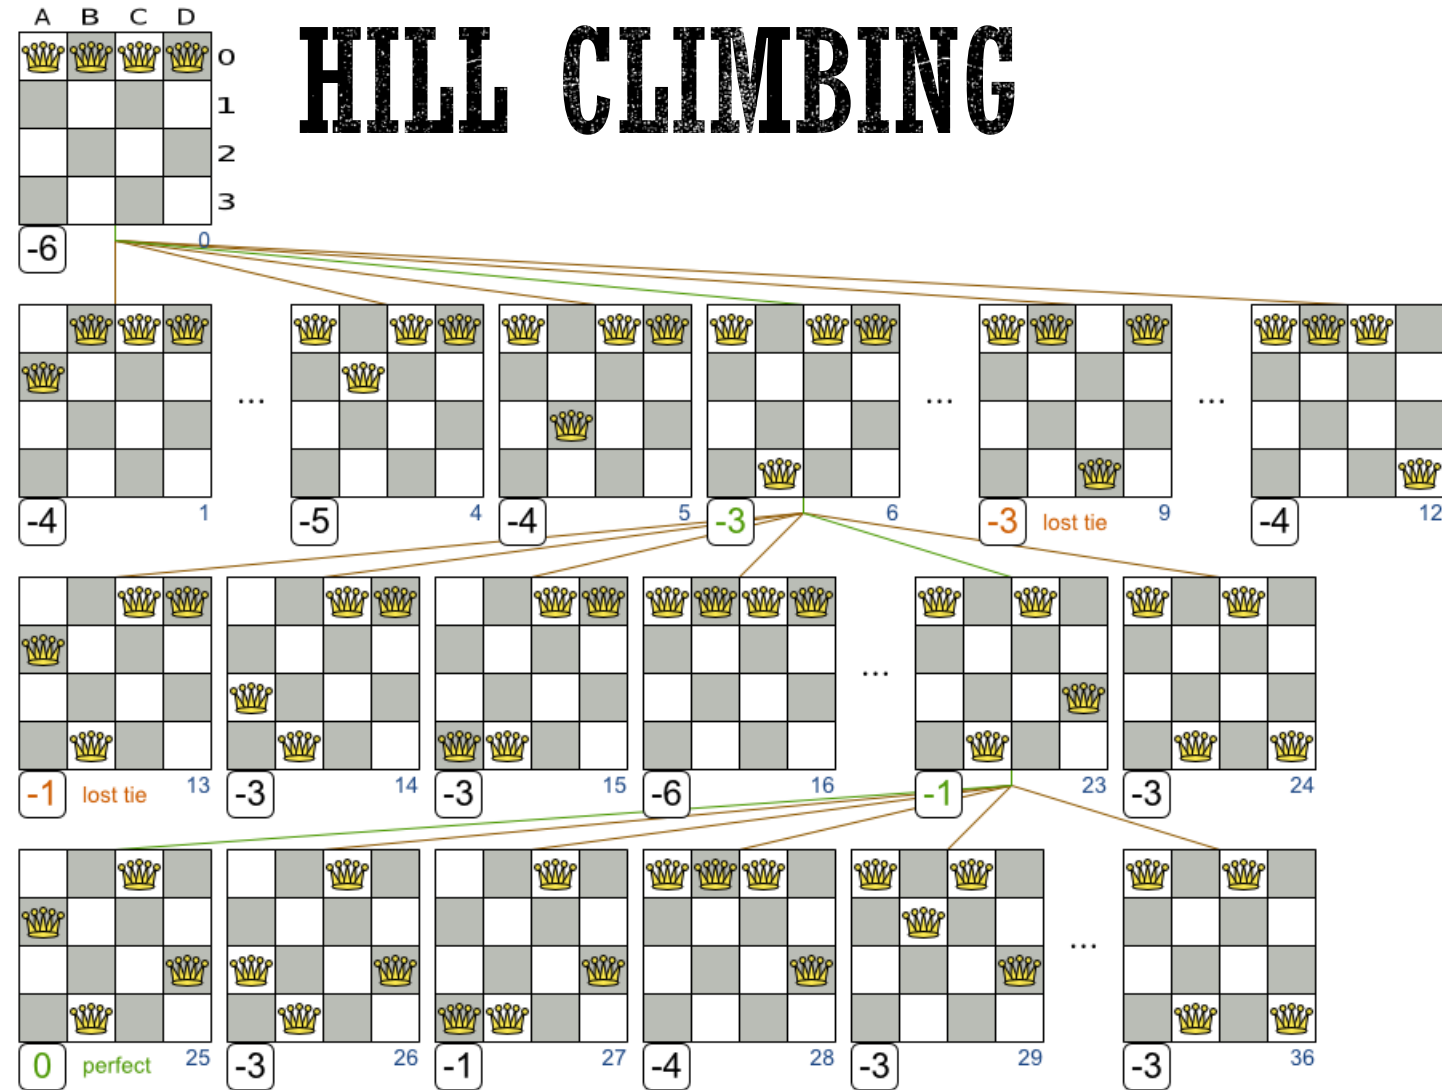 A B C D
HILL CLIMBING
0
1
2
3
-6 0
-4 1 ... -5 4 -4 5 -3 6 ... -3 lost tie 9 ... -4 12
-1 lost tie 13 -3 14 -3 15 -6 16 ... -1 23 -3 24
0 perfect 25 -3 26 -1 27 -4 28 -3 29 ... -3 36